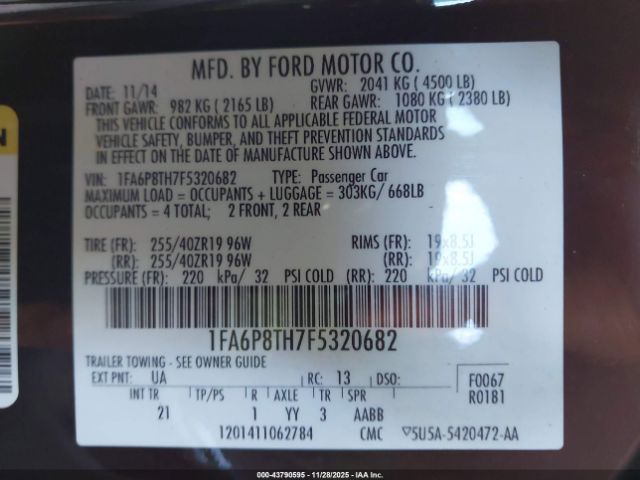 MFD. BY FORD MOTOR CO.
DATE: 11/14 GVWR: 2041 KG ( 4500 LB)
FRONT GAWR: 982 KG ( 2165 LB) REAR GAWR: 1080 KG ( 2380 LB)
THIS VEHICLE CONFORMS TO ALL APPLICABLE FEDERAL MOTOR
VEHICLE SAFETY, BUMPER, AND THEFT PREVENTION STANDARDS
IN EFFECT ON THE DATE OF MANUFACTURE SHOWN ABOVE.
VIN: 1FA6P8TH7F5320682 TYPE: Passenger Car
MAXIMUM LOAD = OCCUPANTS + LUGGAGE = 303KG/ 668LB
OCCUPANTS = 4 TOTAL; 2 FRONT, 2 REAR
TIRE (FR): 255/40ZR19 96W RIMS (FR): 19x8.5J
(RR): 255/40ZR19 96W (RR): 19x8.5J
PRESSURE (FR): 220 kPa/ 32 PSI COLD (RR): 220 kPa/ 32 PSI COLD
1FA6P8TH7F5320682
TRAILER TOWING - SEE OWNER GUIDE
EXT PNT: UA RC: 13 DSO:
F0067
R0181
INT TR TP/PS R AXLE TR SPR
21 1 YY 3 AABB
1201411062784 CMC ▽5U5A-5420472-AA
000-43790595 - 11/28/2025 - IAA, Inc.